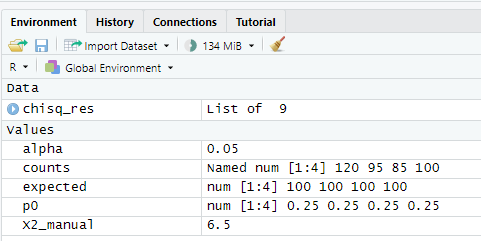 Environment History Connections Tutorial
Import Dataset 134 MiB
R Global Environment
Data
chisq_res List of  9
Values
alpha 0.05
counts Named num [1:4] 120 95 85 100
expected num [1:4] 100 100 100 100
p0 num [1:4] 0.25 0.25 0.25 0.25
X2_manual 6.5